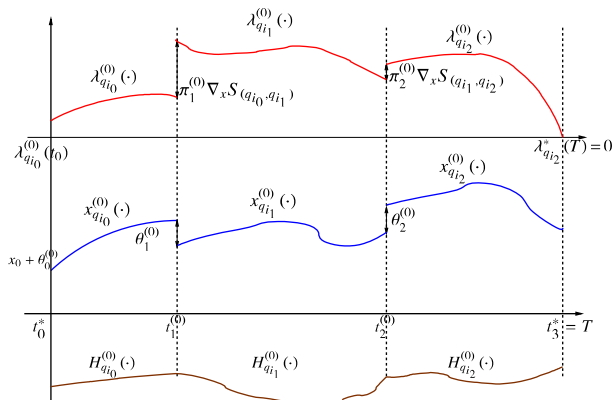 λ_{q_{i_1}}^{(0)}(·)
λ_{q_{i_2}}^{(0)}(·)
λ_{q_{i_0}}^{(0)}(·)
π_1^{(0)} ∇_x S_{(q_{i_0}, q_{i_1})}
π_2^{(0)} ∇_x S_{(q_{i_1}, q_{i_2})}
λ_{q_{i_0}}^{(0)}(t_0)
λ_{q_{i_2}}^*(T) = 0
x_{q_{i_0}}^{(0)}(·)
x_{q_{i_1}}^{(0)}(·)
x_{q_{i_2}}^{(0)}(·)
θ_1^{(0)}
θ_2^{(0)}
x_0 + θ_0^{(0)}
t_0^*
t_1^{(0)}
t_2^{(0)}
t_3^* = T
H_{q_{i_0}}^{(0)}(·)
H_{q_{i_1}}^{(0)}(·)
H_{q_{i_2}}^{(0)}(·)